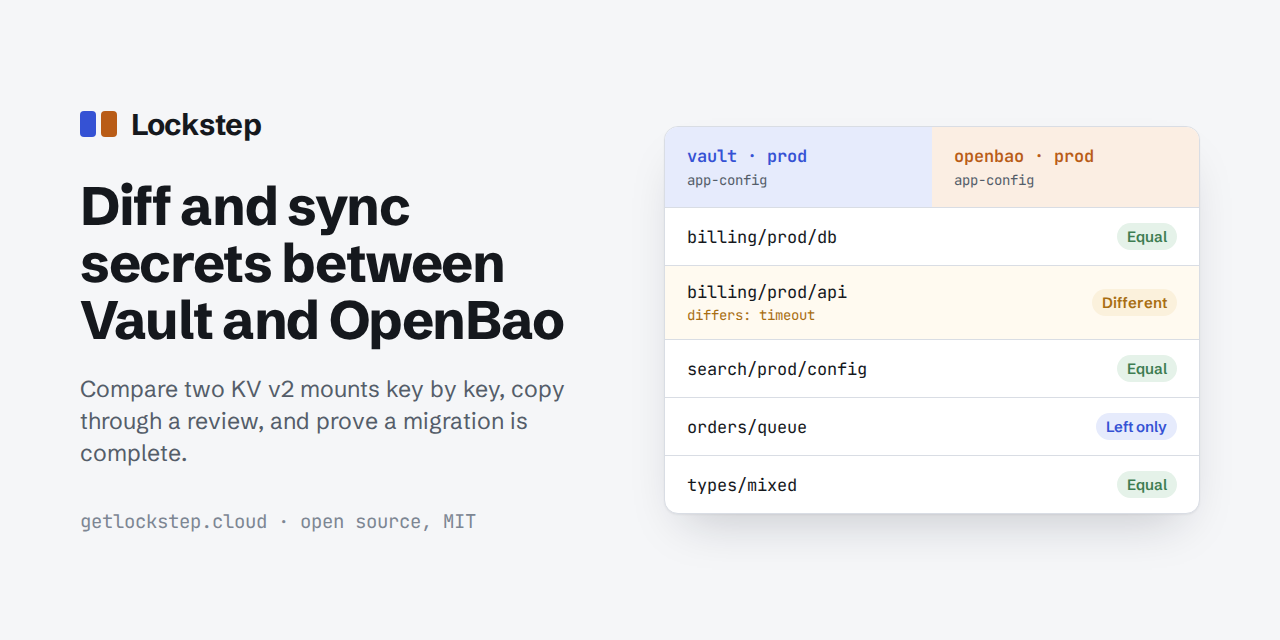 Lockstep
Diff and sync
secrets between
Vault and OpenBao
Compare two KV v2 mounts key by key, copy
through a review, and prove a migration is
complete.
getlockstep.cloud · open source, MIT
vault · prod
app-config
openbao · prod
app-config
billing/prod/db
Equal
billing/prod/api
differs: timeout
Different
search/prod/config
Equal
orders/queue
Left only
types/mixed
Equal